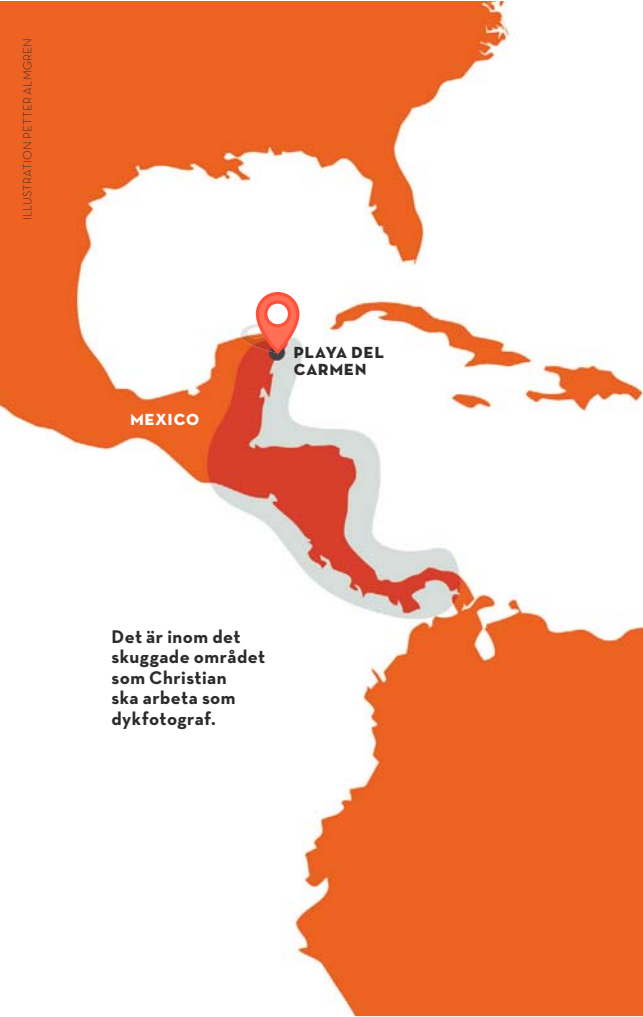 ILLUSTRATION PETTER ALMGREN
PLAYA DEL
CARMEN
MEXICO
Det är inom det
skuggade området
som Christian
ska arbeta som
dykfotograf.